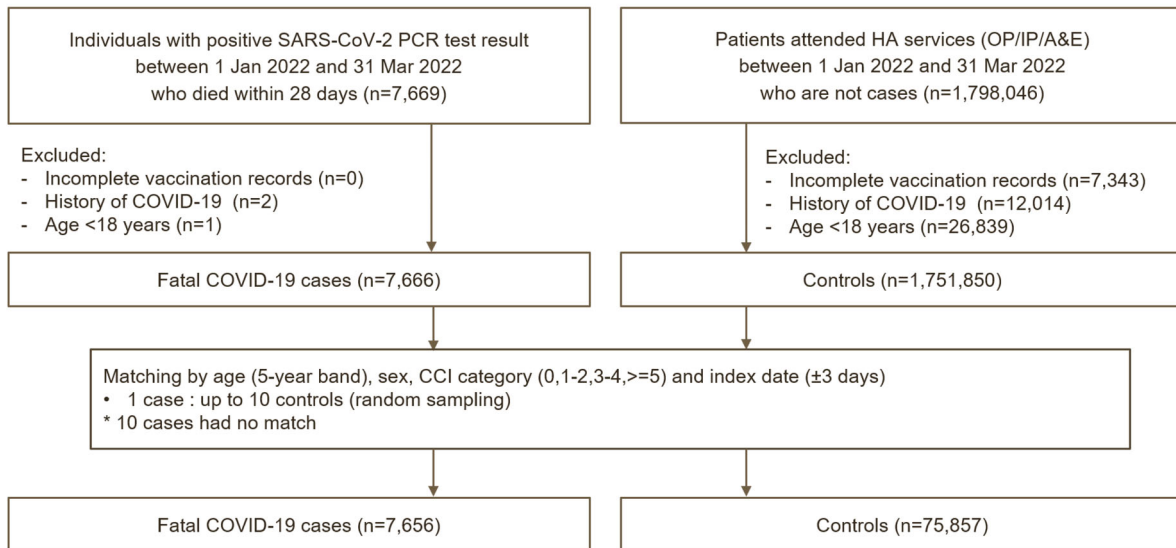 Individuals with positive SARS-CoV-2 PCR test result
between 1 Jan 2022 and 31 Mar 2022
who died within 28 days (n=7,669)
Patients attended HA services (OP/IP/A&E)
between 1 Jan 2022 and 31 Mar 2022
who are not cases (n=1,798,046)
Excluded:
- Incomplete vaccination records (n=0)
- History of COVID-19 (n=2)
- Age <18 years (n=1)
Excluded:
- Incomplete vaccination records (n=7,343)
- History of COVID-19 (n=12,014)
- Age <18 years (n=26,839)
Fatal COVID-19 cases (n=7,666)
Controls (n=1,751,850)
Matching by age (5-year band), sex, CCI category (0,1-2,3-4,>=5) and index date (±3 days)
• 1 case : up to 10 controls (random sampling)
* 10 cases had no match
Fatal COVID-19 cases (n=7,656)
Controls (n=75,857)